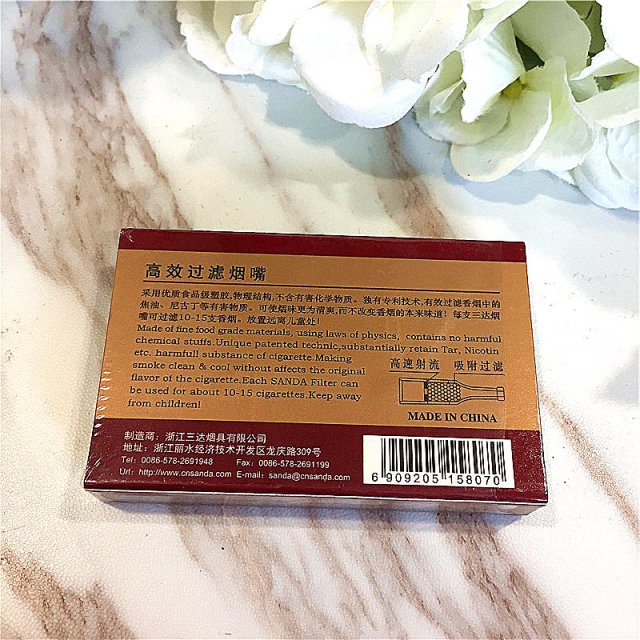 高效过滤烟嘴
采用优质食品级塑胶,物理结构,不含有害化学物质。独有专利技术,有效过滤香烟中的
焦油、尼古丁等有害物质。可使烟味更为清爽,而不改变香烟的本来味道!每支三达烟
嘴可过滤10-15支香烟。放置远离儿童处!
Made of fine food grade materials, using laws of physics, contains no harmful
chemical stuffs.Unique patented technic,substantially retain Tar, Nicotin
etc. harmfull substance of cigarette.Making
smoke clean & cool without affects the original
flavor of the cigarette.Each SANDA Filter can
be used for about 10-15 cigarettes.Keep away
from children!
高速射流 吸附过滤
MADE IN CHINA
制造商：浙江三达烟具有限公司
地址：浙江丽水经济技术开发区龙庆路309号
Tel: 0086-578-2691948 Fax: 0086-578-2691199
Url: http://www.cnsanda.com E-mail: sanda@cnsanda.com
6 909205 158070